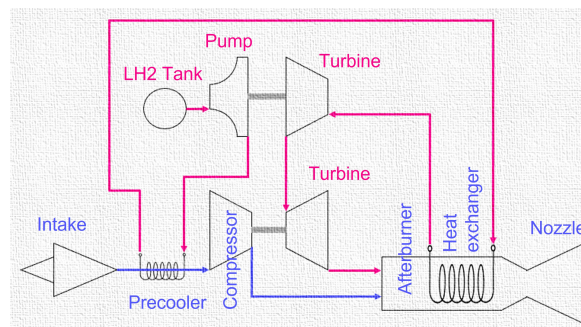 Pump
LH2 Tank
Turbine
Turbine
Intake
Compressor
Precooler
Afterburner
Heat
exchanger
Nozzle